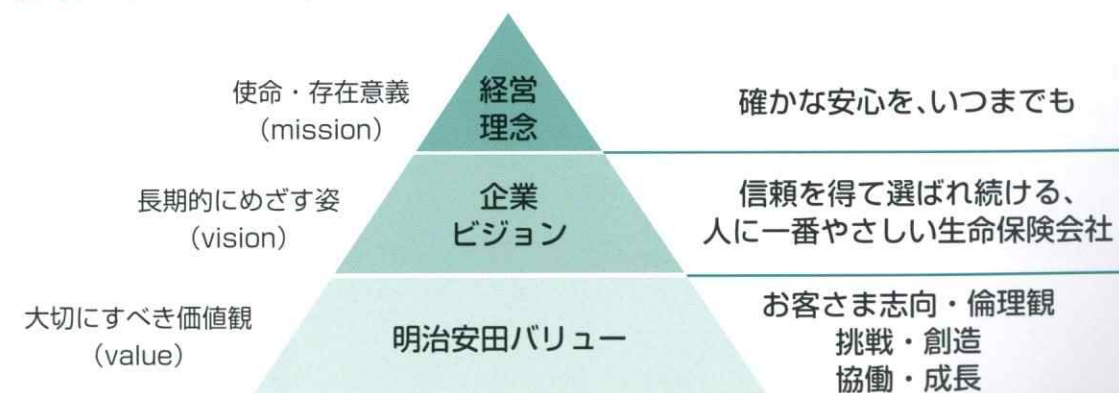 使命・存在意義
(mission)
経営
理念
確かな安心を、いつまでも
長期的にめざす姿
(vision)
企業
ビジョン
信頼を得て選ばれ続ける、
人に一番やさしい生命保険会社
大切にすべき価値観
(value)
明治安田バリュー
お客さま志向・倫理観
挑戦・創造
協働・成長